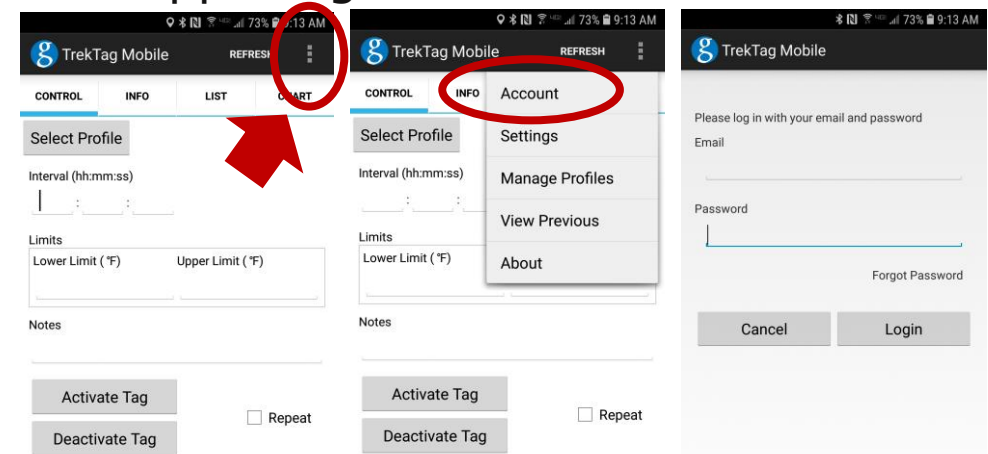 73% 9:13 AM
g TrekTag Mobile REFRESH
CONTROL INFO LIST CHART
Select Profile
Interval (hh:mm:ss)
: :
Limits
Lower Limit (°F) Upper Limit (°F)
Notes
Activate Tag
Repeat
Deactivate Tag
73% 9:13 AM
g TrekTag Mobile REFRESH
CONTROL INFO
Account
Select Profile
Settings
Interval (hh:mm:ss)
Manage Profiles
: :
View Previous
Limits
Lower Limit (°F)
About
Notes
Activate Tag
Repeat
Deactivate Tag
73% 9:13 AM
g TrekTag Mobile
Please log in with your email and password
Email
Password
Forgot Password
Cancel Login